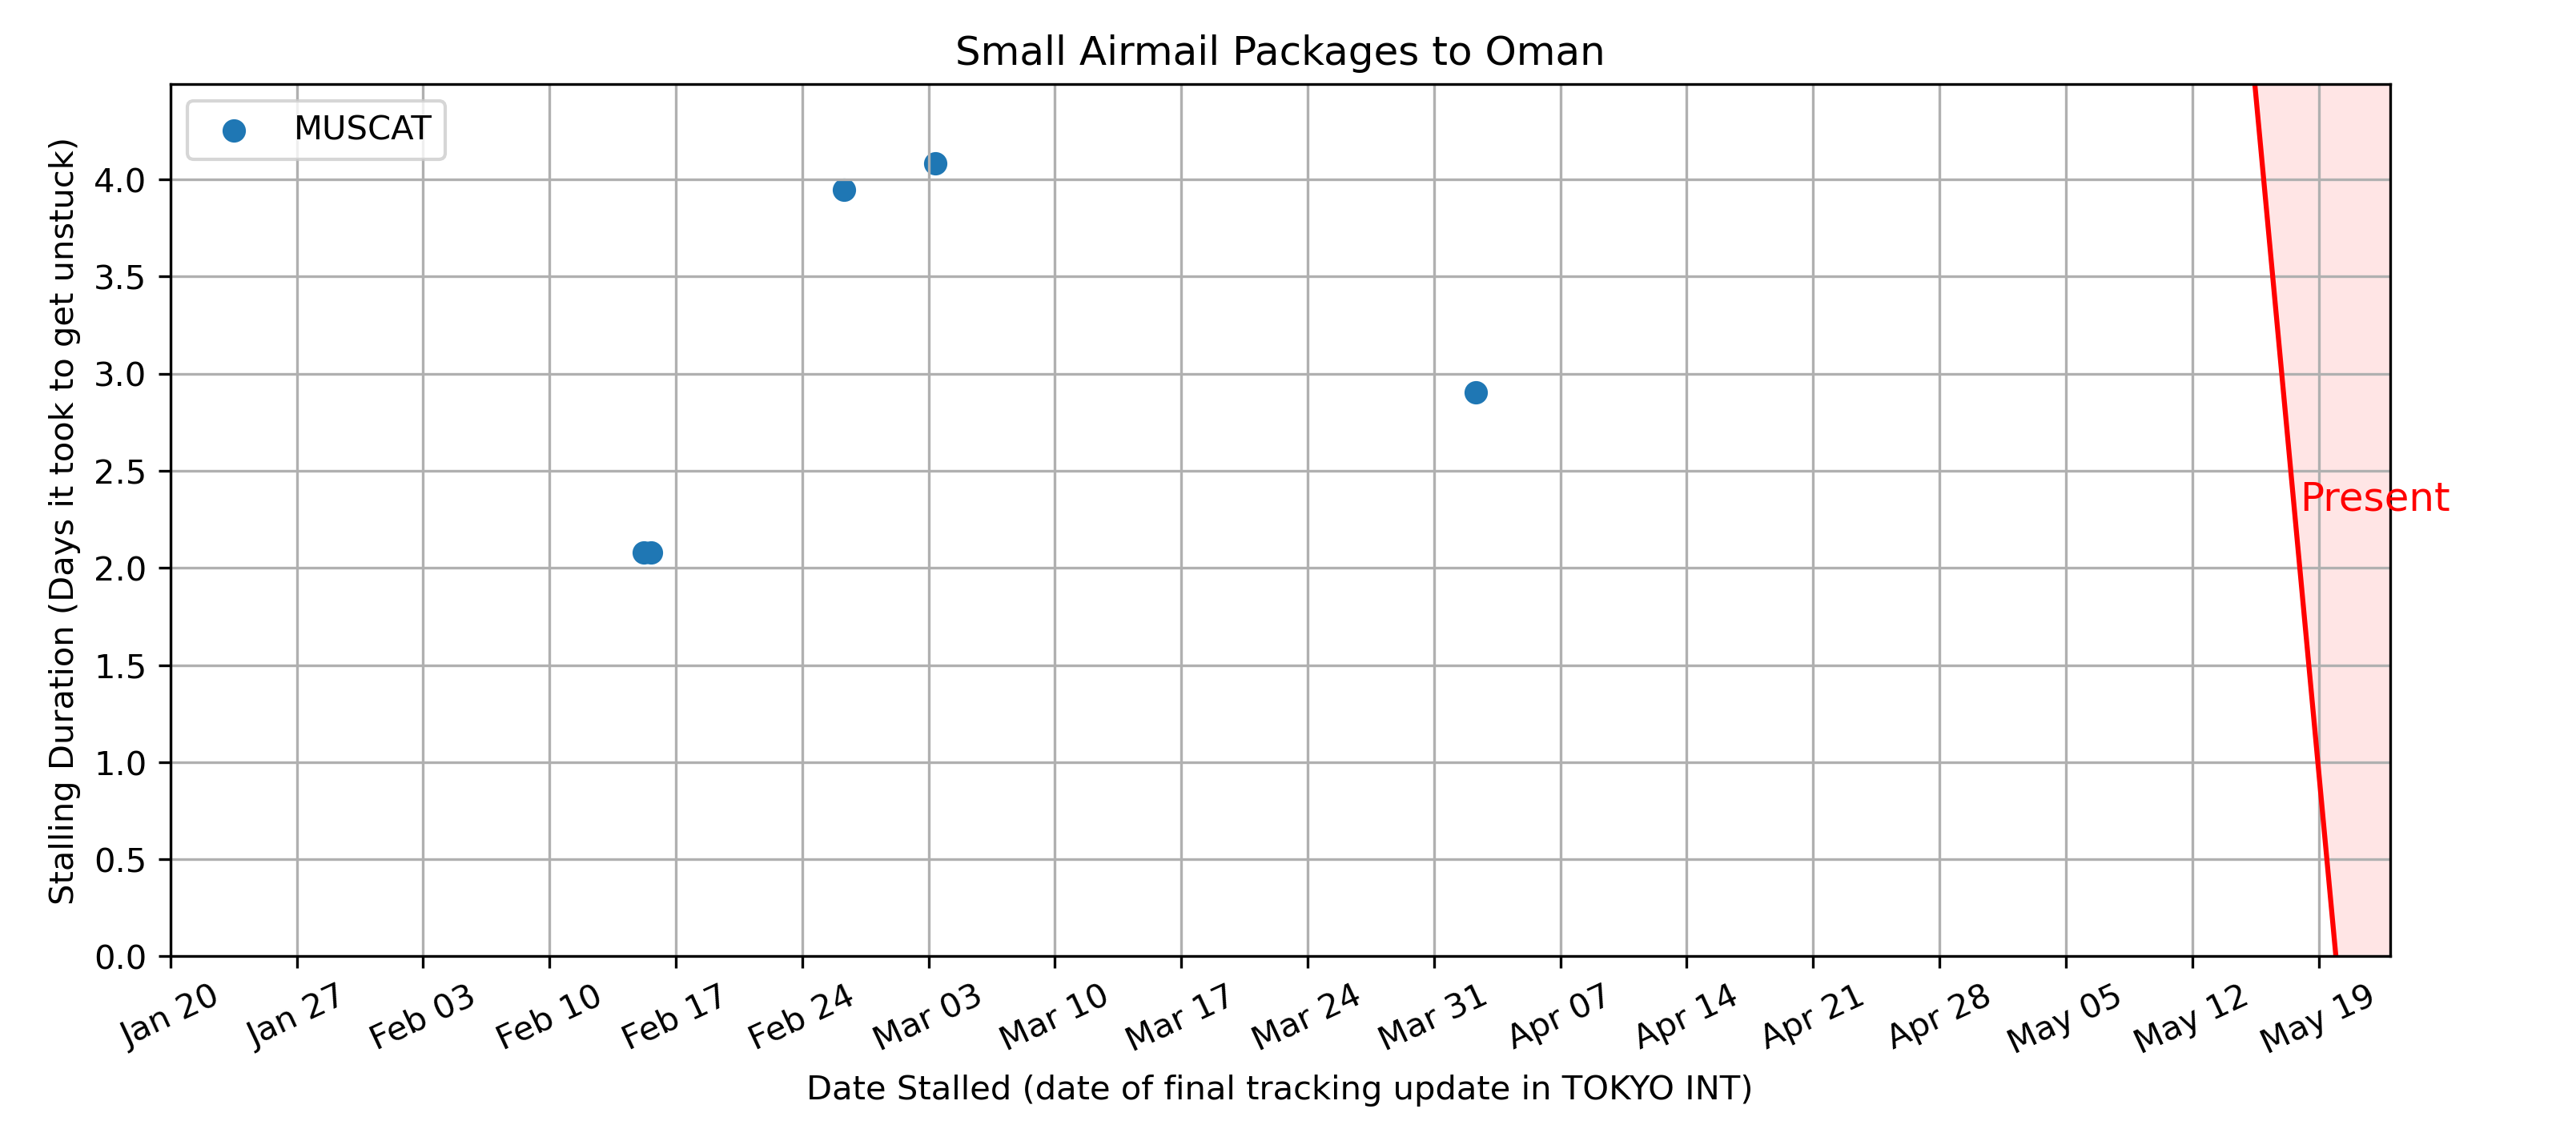 Small Airmail Packages to Oman
MUSCAT
Stalling Duration (Days it took to get unstuck)
4.0
3.5
3.0
2.5
2.0
1.5
1.0
0.5
0.0
Present
Jan 20 Jan 27 Feb 03 Feb 10 Feb 17 Feb 24 Mar 03 Mar 10 Mar 17 Mar 24 Mar 31 Apr 07 Apr 14 Apr 21 Apr 28 May 05 May 12 May 19
Date Stalled (date of final tracking update in TOKYO INT)